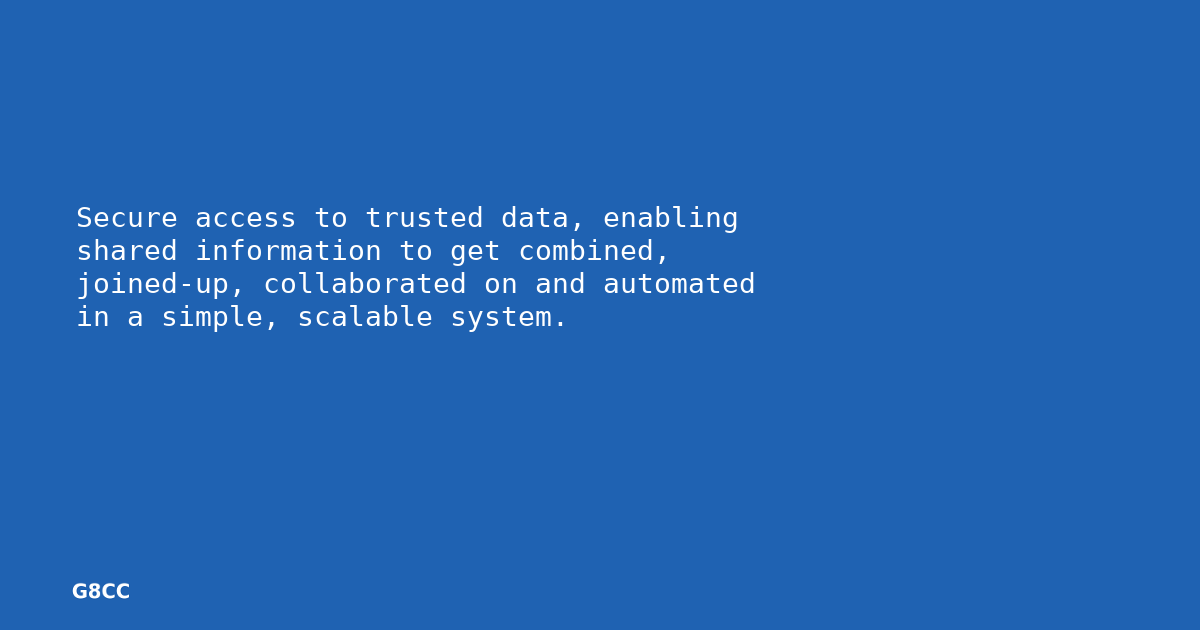 Secure access to trusted data, enabling
shared information to get combined,
joined-up, collaborated on and automated
in a simple, scalable system.
G8CC